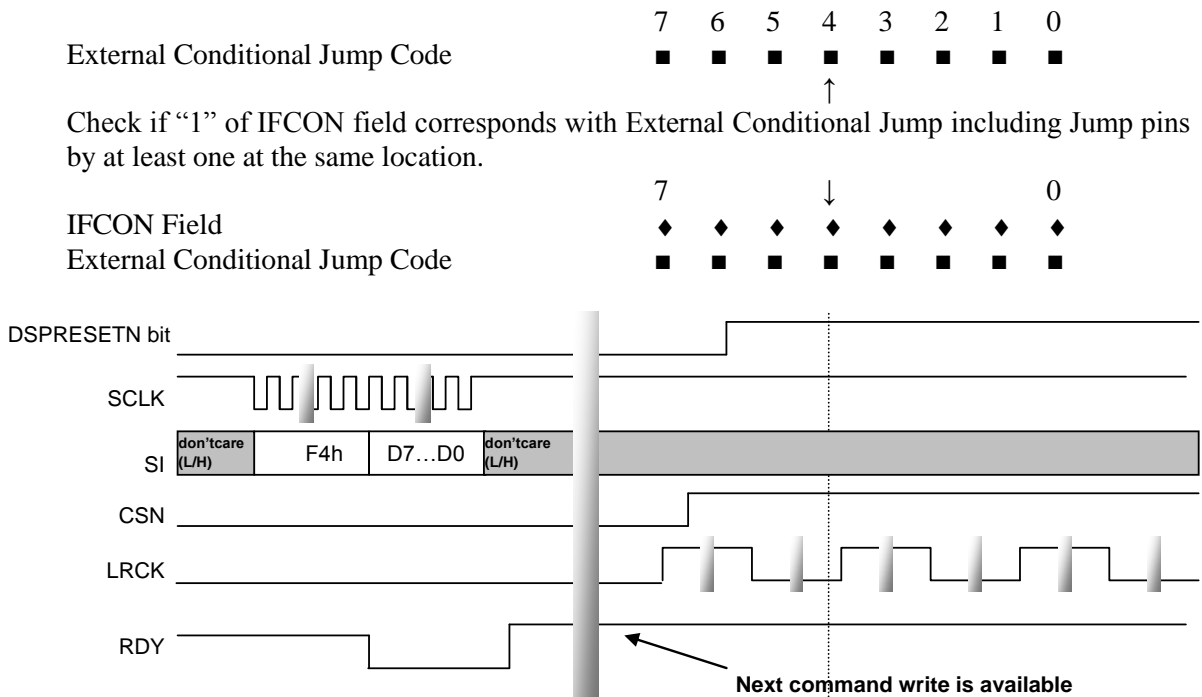 7 6 5 4 3 2 1 0
External Conditional Jump Code ■ ■ ■ ■ ■ ■ ■ ■
↑
Check if “1” of IFCON field corresponds with External Conditional Jump including Jump pins
by at least one at the same location.
7 ↓ 0
IFCON Field ♦ ♦ ♦ ♦ ♦ ♦ ♦ ♦
External Conditional Jump Code ■ ■ ■ ■ ■ ■ ■ ■
DSPRESETN bit
SCLK
SI don’tcare (L/H) F4h D7…D0 don’tcare (L/H)
CSN
LRCK
RDY
Next command write is available